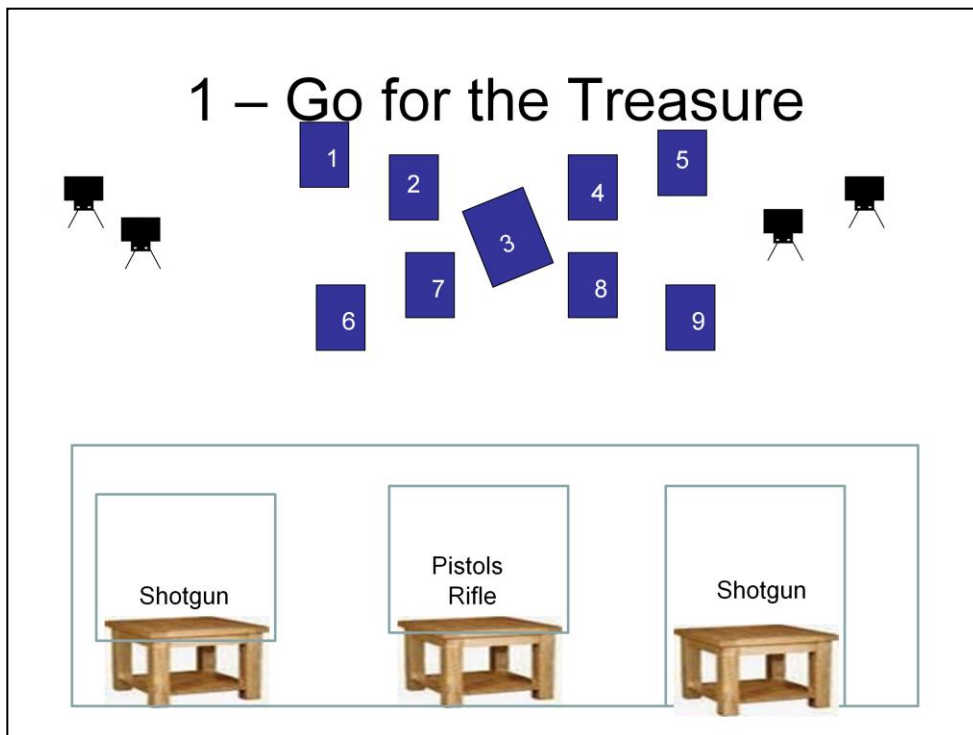 1 – Go for the Treasure
1
2
3
4
5
6
7
8
9
Shotgun
Pistols
Rifle
Shotgun